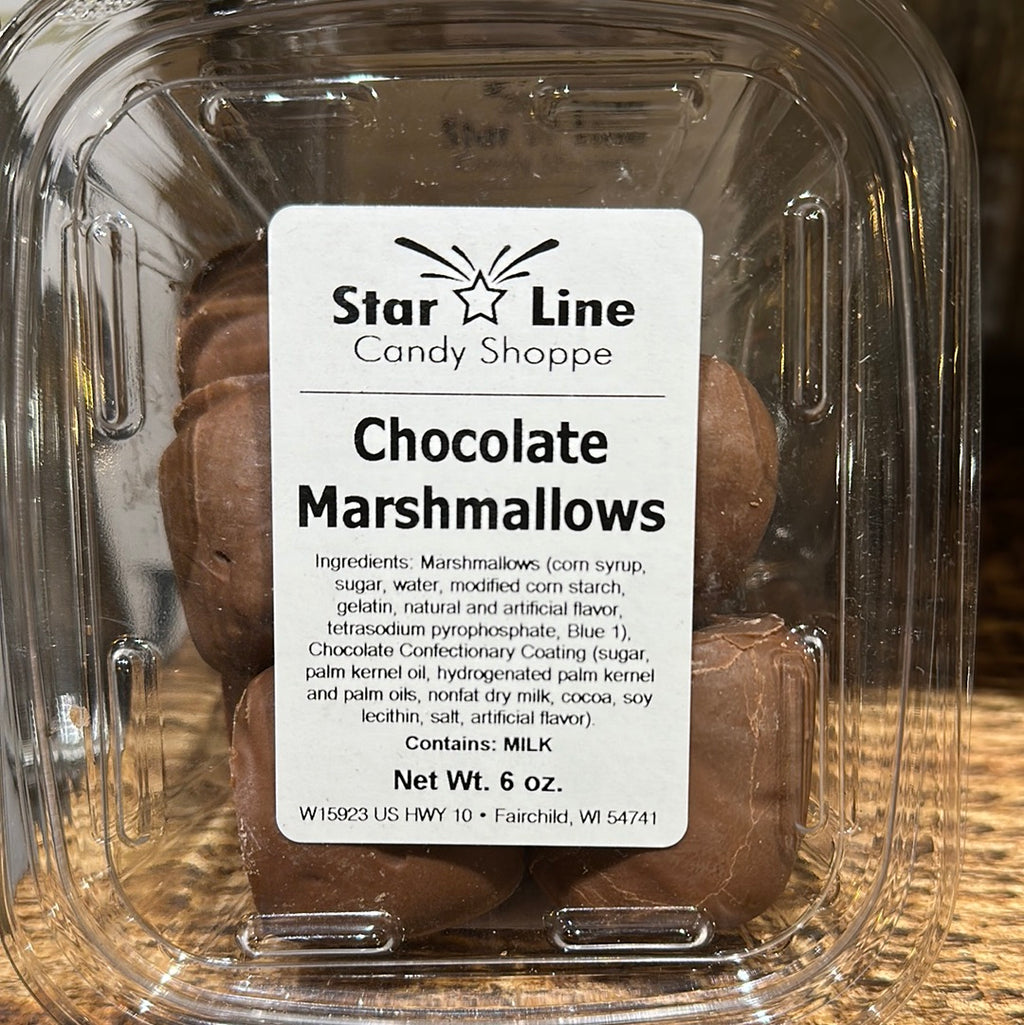 Star Line
Candy Shoppe
Chocolate
Marshmallows
Ingredients: Marshmallows (corn syrup,
sugar, water, modified corn starch,
gelatin, natural and artificial flavor,
tetrasodium pyrophosphate, Blue 1),
Chocolate Confectionary Coating (sugar,
palm kernel oil, hydrogenated palm kernel
and palm oils, nonfat dry milk, cocoa, soy
lecithin, salt, artificial flavor).
Contains: MILK
Net Wt. 6 oz.
W15923 US HWY 10 • Fairchild, WI 54741